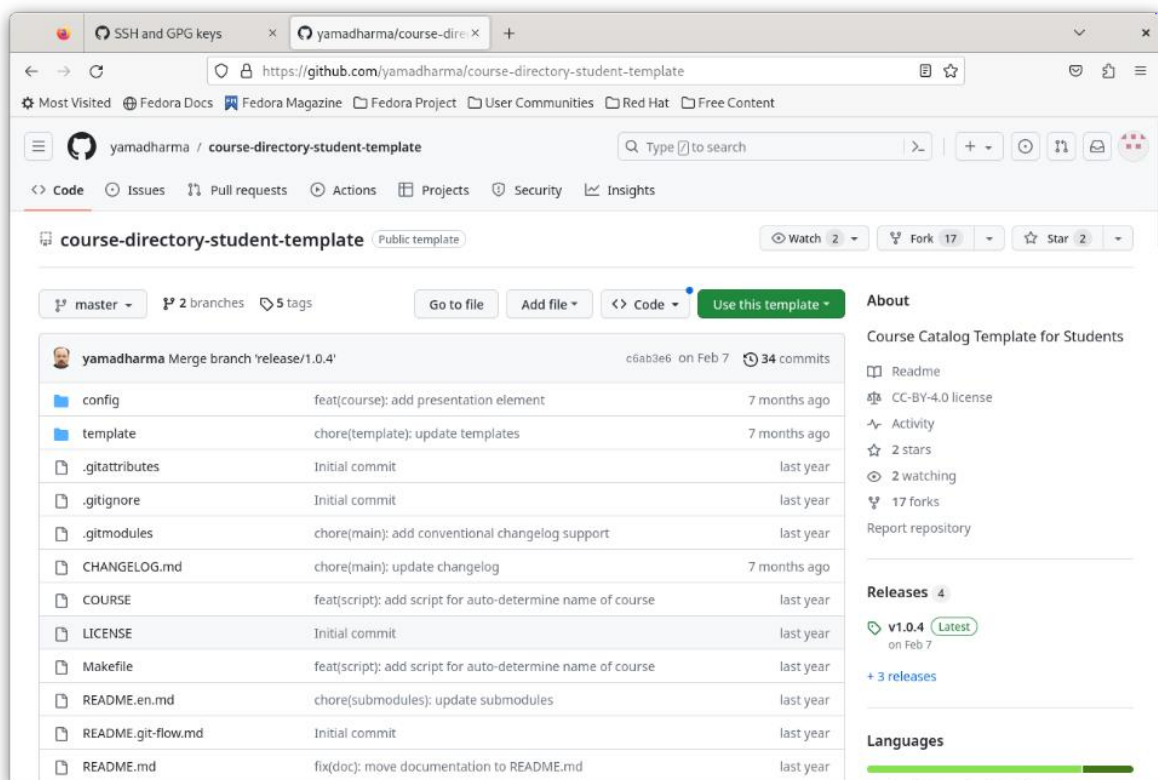 SSH and GPG keys × yamadharma/course-dire × +
https://github.com/yamadharma/course-directory-student-template
Most Visited Fedora Docs Fedora Magazine Fedora Project User Communities Red Hat Free Content
yamadharma / course-directory-student-template Type / to search
Code Issues Pull requests Actions Projects Security Insights
course-directory-student-template Public template Watch 2 Fork 17 Star 2
master 2 branches 5 tags Go to file Add file Code Use this template
yamadharma Merge branch 'release/1.0.4' c6ab3e6 on Feb 7 34 commits
config feat(course): add presentation element 7 months ago
template chore(template): update templates 7 months ago
.gitattributes Initial commit last year
.gitignore Initial commit last year
.gitmodules chore(main): add conventional changelog support last year
CHANGELOG.md chore(main): update changelog 7 months ago
COURSE feat(script): add script for auto-determine name of course last year
LICENSE Initial commit last year
Makefile feat(script): add script for auto-determine name of course last year
README.en.md chore(submodules): update submodules last year
README.git-flow.md Initial commit last year
README.md fix(doc): move documentation to README.md last year
About
Course Catalog Template for Students
Readme
CC-BY-4.0 license
Activity
2 stars
2 watching
17 forks
Report repository
Releases 4
v1.0.4 Latest
on Feb 7
+ 3 releases
Languages